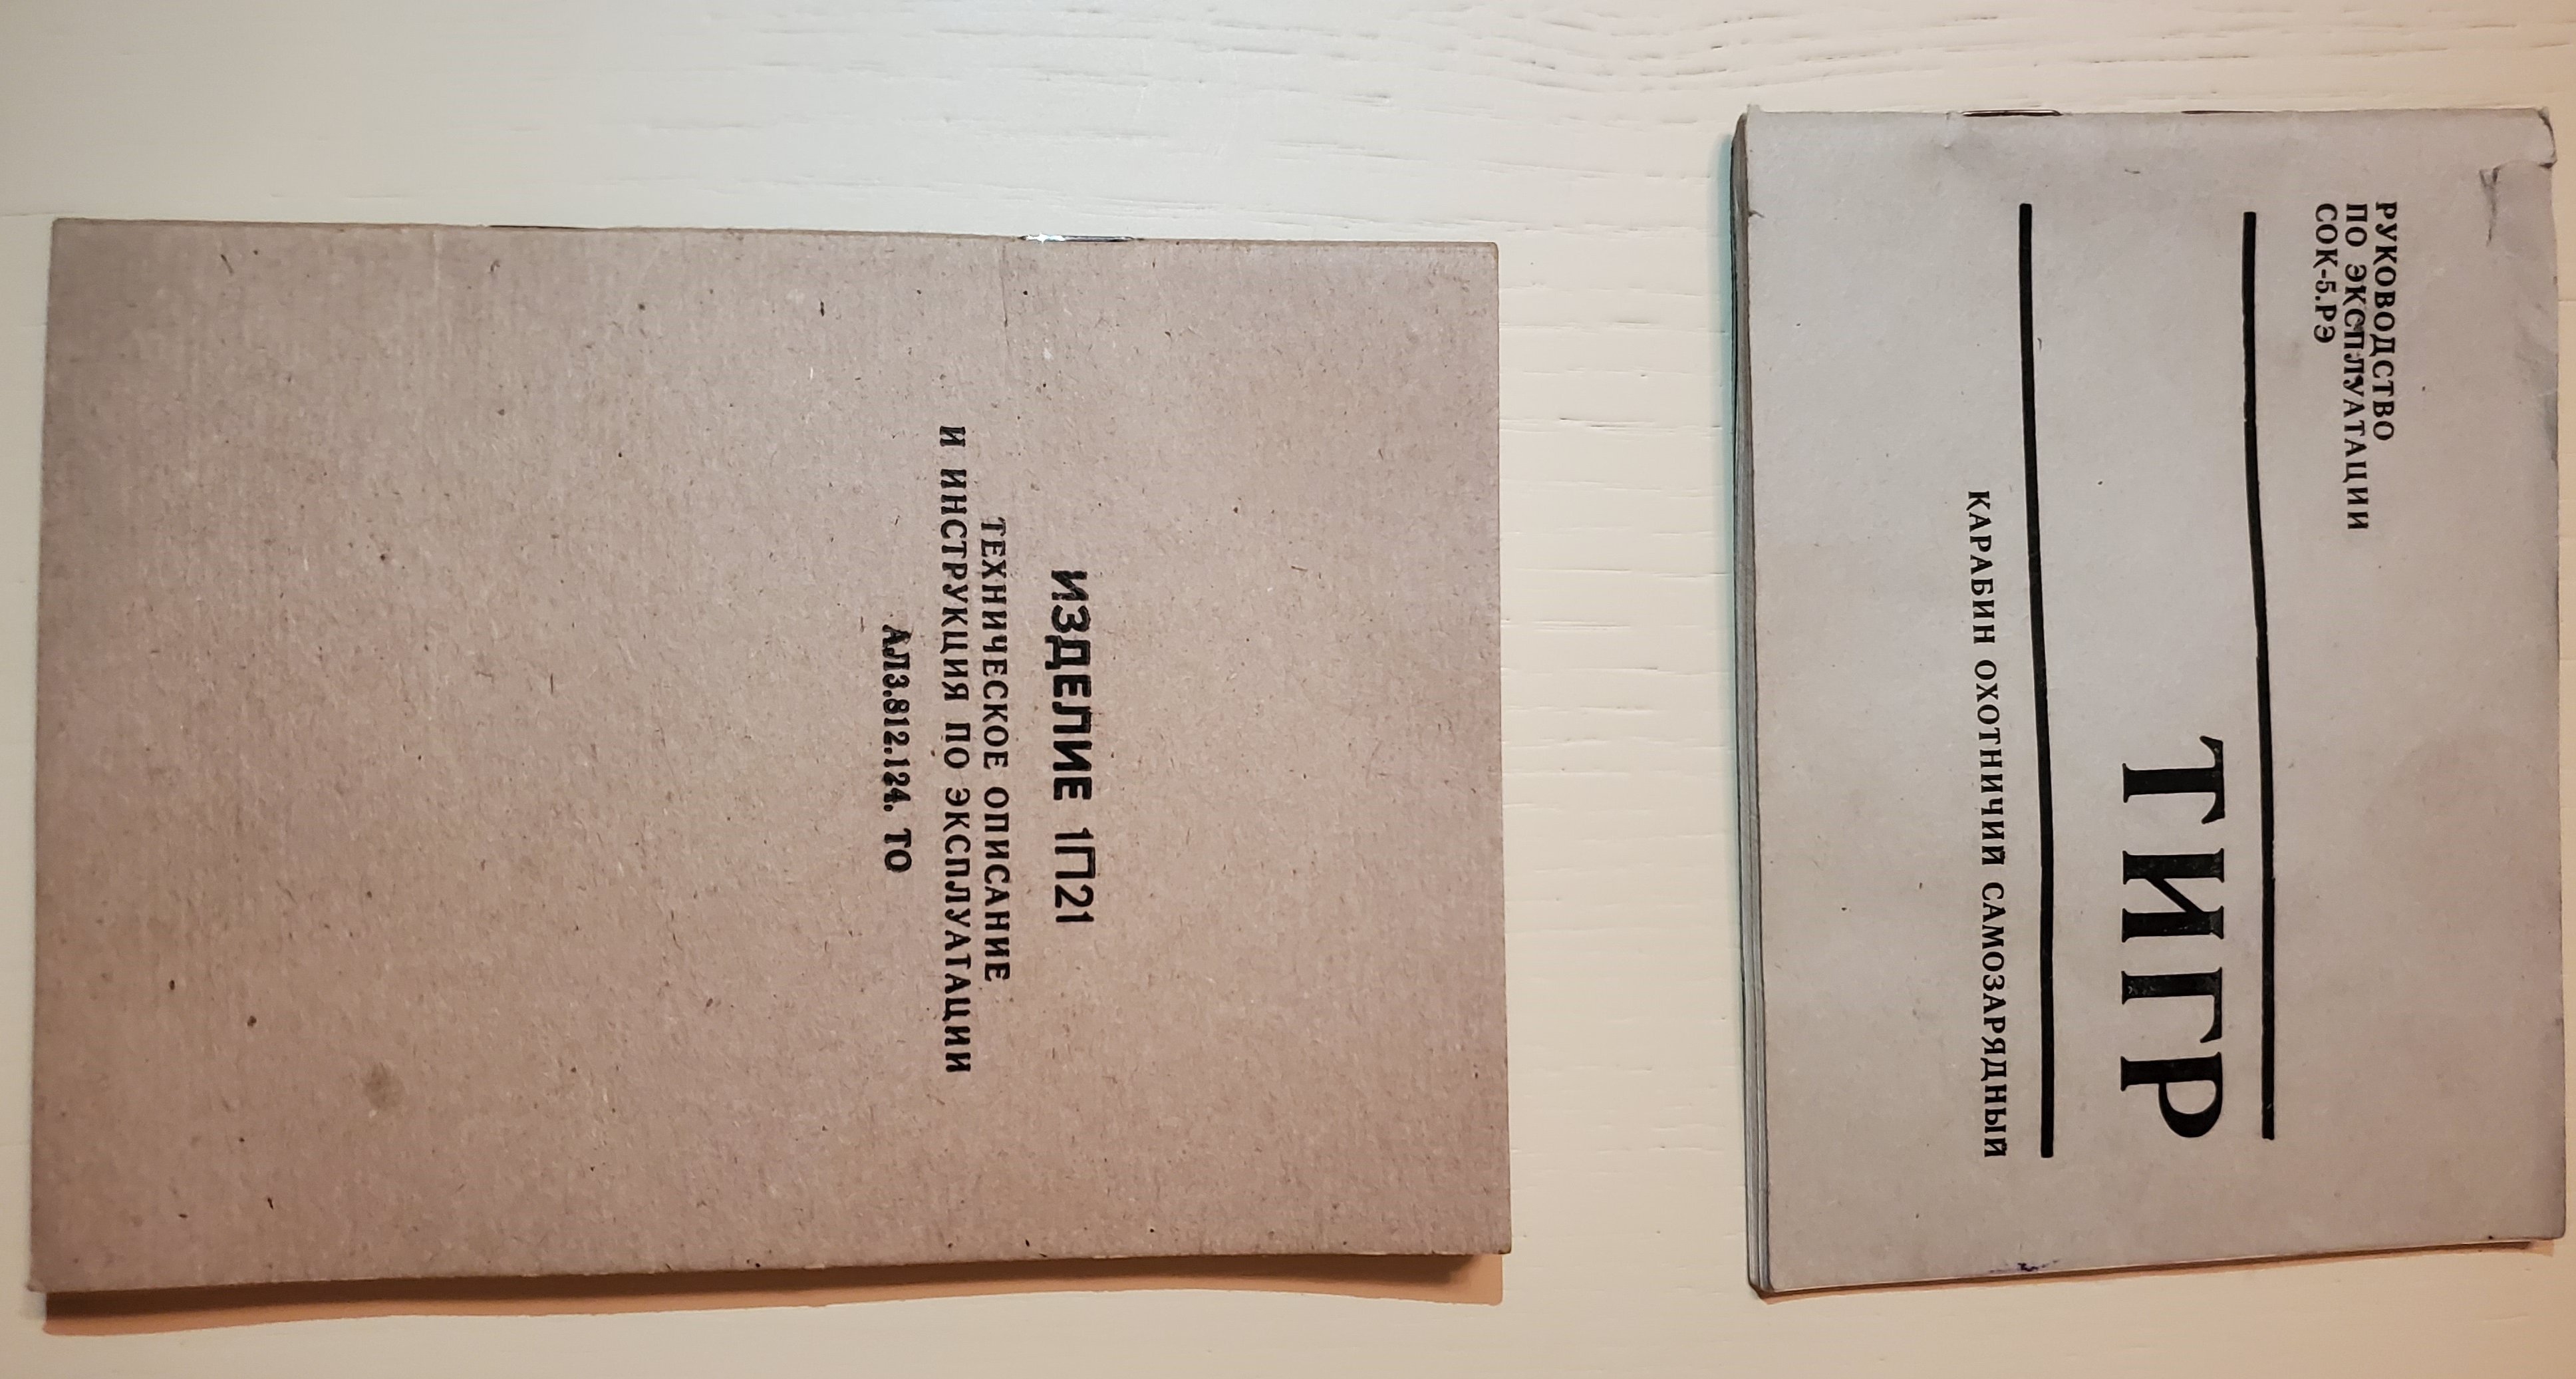 ИЗДЕЛИЕ 1П21
ТЕХНИЧЕСКОЕ ОПИСАНИЕ
И ИНСТРУКЦИЯ ПО ЭКСПЛУАТАЦИИ
АЛ3.812.124. ТО
РУКОВОДСТВО
ПО ЭКСПЛУАТАЦИИ
СОК-5.РЭ
ТИГР
КАРАБИН ОХОТНИЧИЙ САМОЗАРЯДНЫЙ